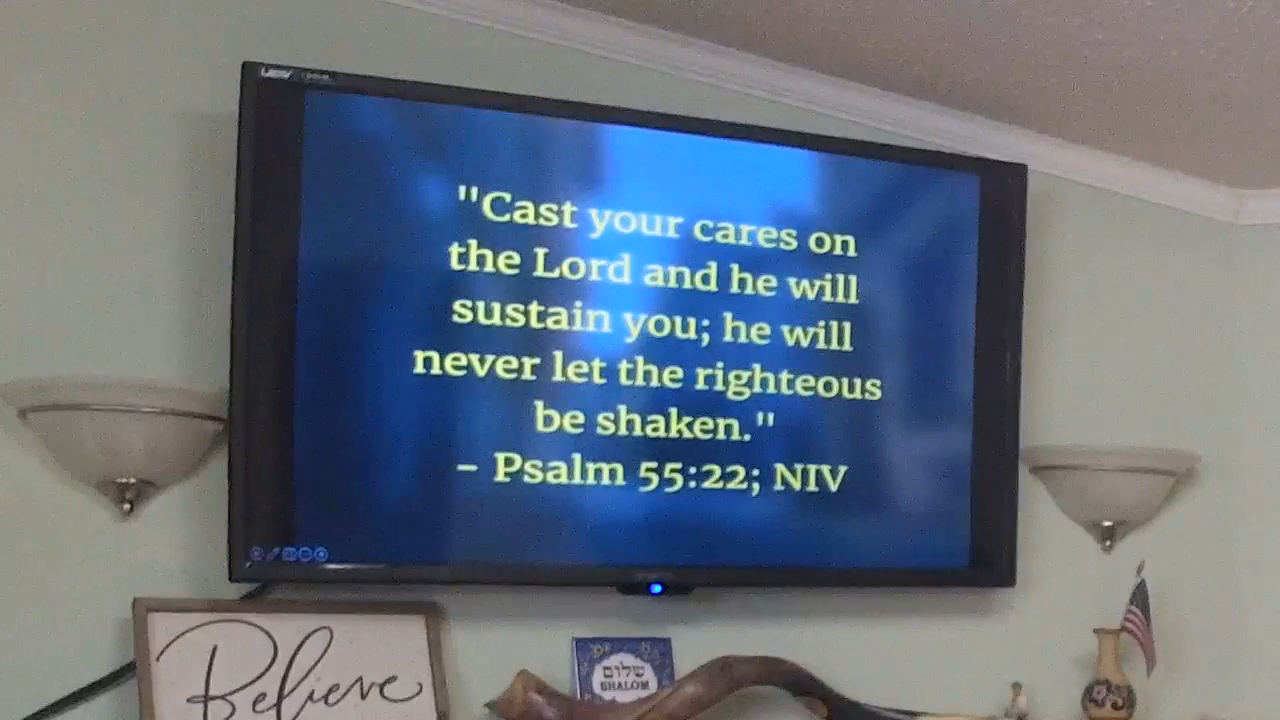 "Cast your cares on
the Lord and he will
sustain you; he will
never let the righteous
be shaken."
– Psalm 55:22; NIV
Believe
שלום
SHALOM